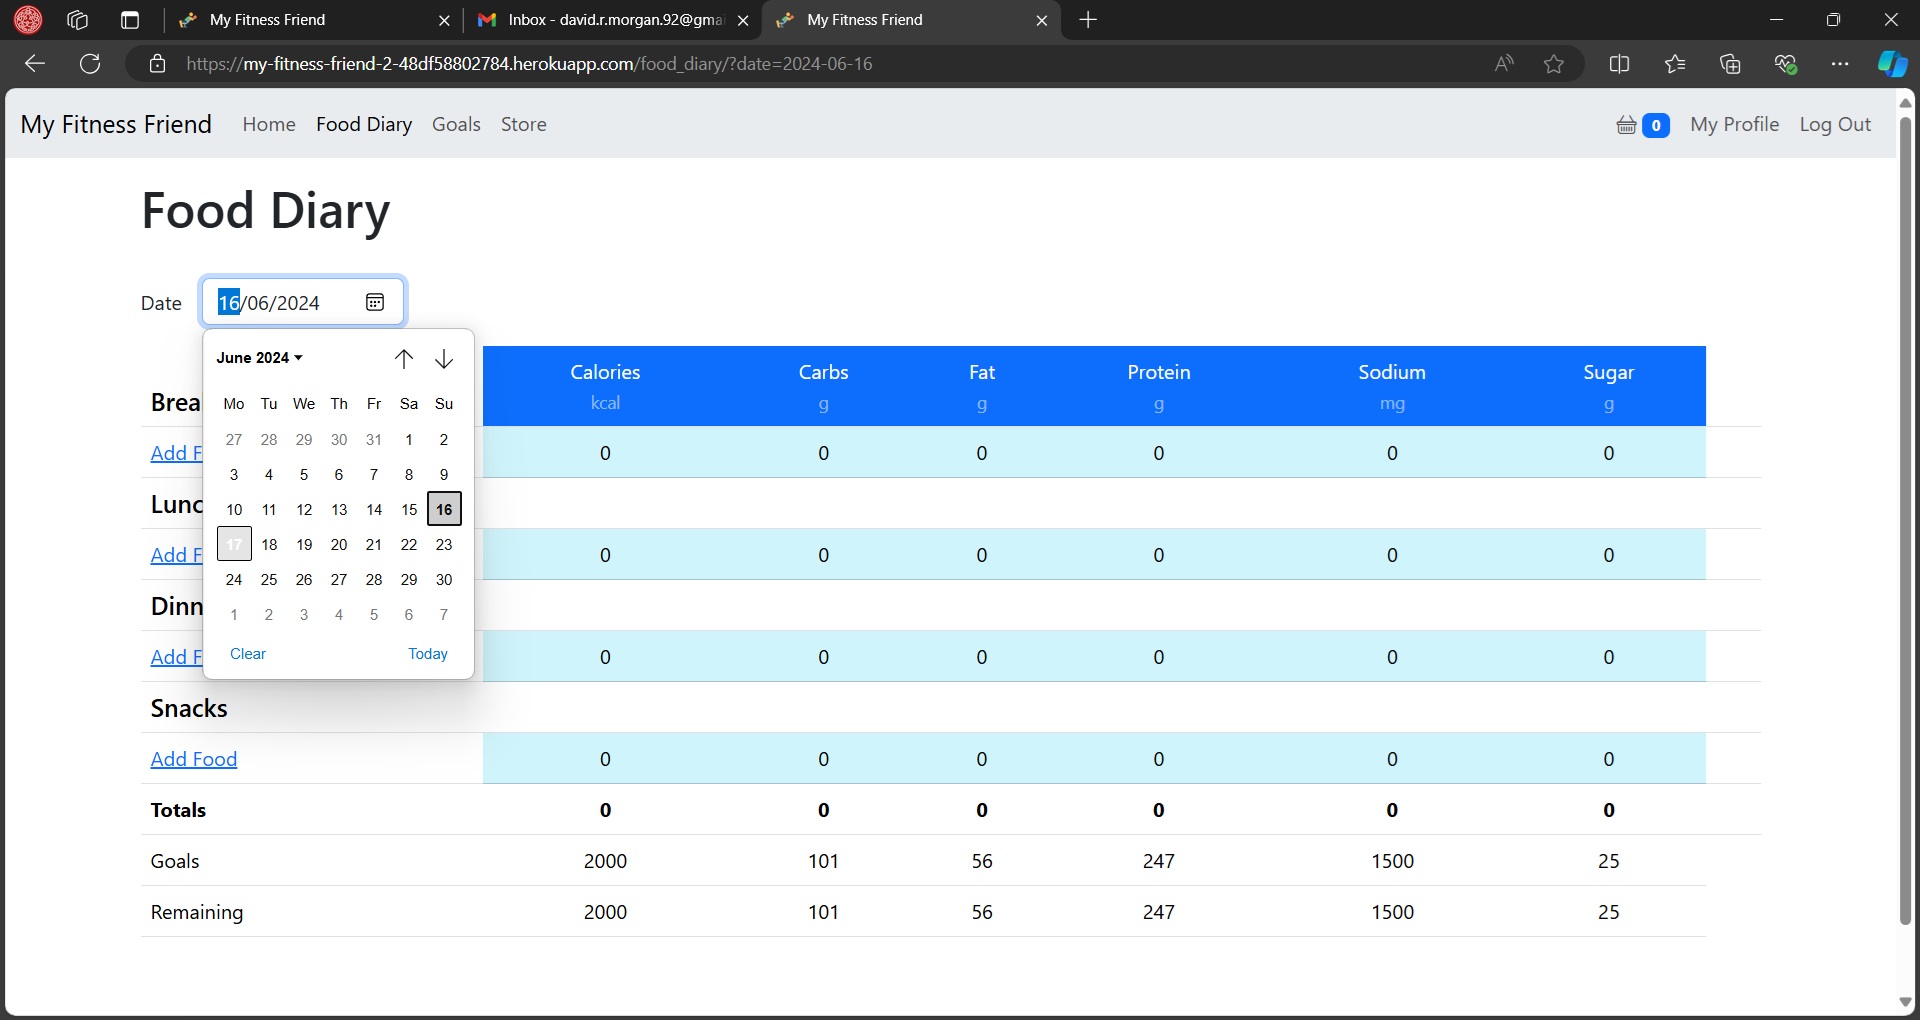 My Fitness Friend
Inbox - david.r.morgan.92@gmai
My Fitness Friend
https://my-fitness-friend-2-48df58802784.herokuapp.com/food_diary/?date=2024-06-16
My Fitness Friend Home Food Diary Goals Store 0 My Profile Log Out
Food Diary
Date 16/06/2024
June 2024
Mo Tu We Th Fr Sa Su
27 28 29 30 31 1 2
3 4 5 6 7 8 9
10 11 12 13 14 15 16
17 18 19 20 21 22 23
24 25 26 27 28 29 30
1 2 3 4 5 6 7
Clear Today
Calories Carbs Fat Protein Sodium Sugar
kcal g g g mg g
Brea
Add F 0 0 0 0 0 0
Lunc
Add F 0 0 0 0 0 0
Dinn
Add F 0 0 0 0 0 0
Snacks
Add Food 0 0 0 0 0 0
Totals 0 0 0 0 0 0
Goals 2000 101 56 247 1500 25
Remaining 2000 101 56 247 1500 25